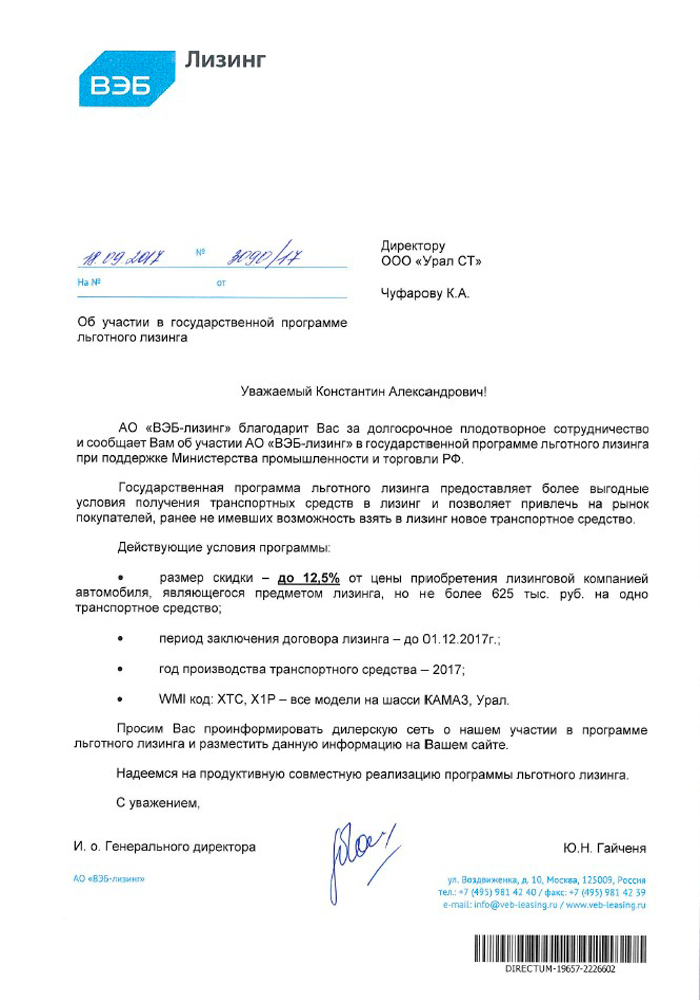 ВЭБ
Лизинг
18.09.2017 № 3090/17
На № от
Директору
ООО «Урал СТ»
Чуфарову К.А.
Об участии в государственной программе
льготного лизинга
Уважаемый Константин Александрович!
АО «ВЭБ-лизинг» благодарит Вас за долгосрочное плодотворное сотрудничество
и сообщает Вам об участии АО «ВЭБ-лизинг» в государственной программе льготного лизинга
при поддержке Министерства промышленности и торговли РФ.
Государственная программа льготного лизинга предоставляет более выгодные
условия получения транспортных средств в лизинг и позволяет привлечь на рынок
покупателей, ранее не имевших возможность взять в лизинг новое транспортное средство.
Действующие условия программы:
• размер скидки – до 12,5% от цены приобретения лизинговой компанией
автомобиля, являющегося предметом лизинга, но не более 625 тыс. руб. на одно
транспортное средство;
• период заключения договора лизинга – до 01.12.2017г.;
• год производства транспортного средства – 2017;
• WMI код: XTC, X1P – все модели на шасси КАМАЗ, Урал.
Просим Вас проинформировать дилерскую сеть о нашем участии в программе
льготного лизинга и разместить данную информацию на Вашем сайте.
Надеемся на продуктивную совместную реализацию программы льготного лизинга.
С уважением,
И. о. Генерального директора Ю.Н. Гайченя
АО «ВЭБ-лизинг»
ул. Воздвиженка, д. 10, Москва, 125009, Россия
тел.: +7 (495) 981 42 40 / факс: +7 (495) 981 42 39
e-mail: info@veb-leasing.ru / www.veb-leasing.ru
DIRECTUM-19657-2226602